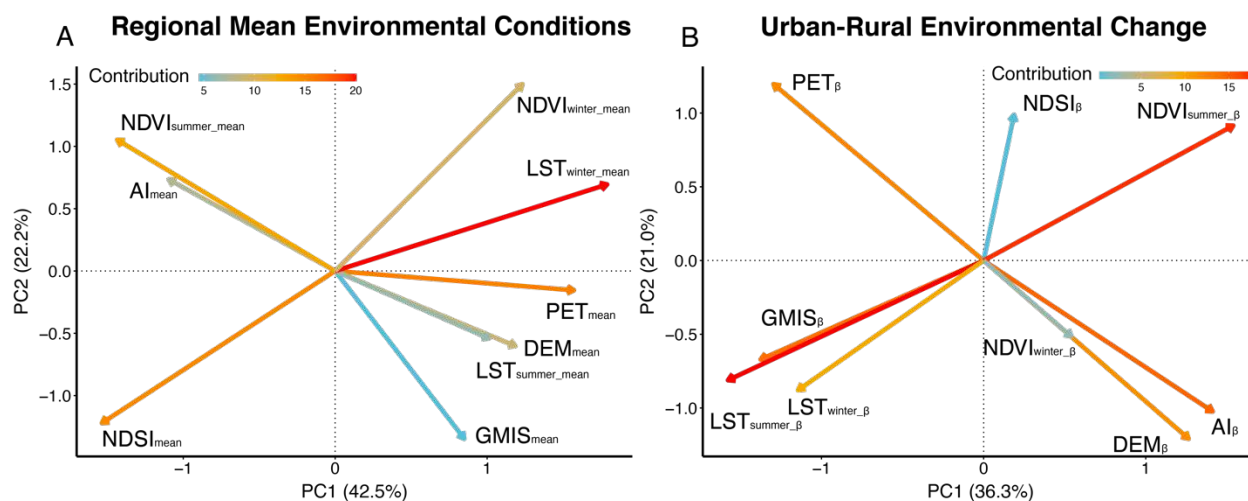 A Regional Mean Environmental Conditions
Contribution
5 10 15 20
1.5
1.0
0.5
0.0
−0.5
−1.0
PC2 (22.2%)
NDVIsummer_mean
AImean
NDVIwinter_mean
LSTwinter_mean
PETmean
DEMmean
LSTsummer_mean
GMISmean
NDSImean
−1 0 1
PC1 (42.5%)
B Urban-Rural Environmental Change
Contribution
5 10 15
1.0
0.5
0.0
−0.5
−1.0
PC2 (21.0%)
PETβ
NDSIβ
NDVIsummer_β
GMISβ
NDVIwinter_β
LSTsummer_β
LSTwinter_β
AIβ
DEMβ
−1 0 1
PC1 (36.3%)